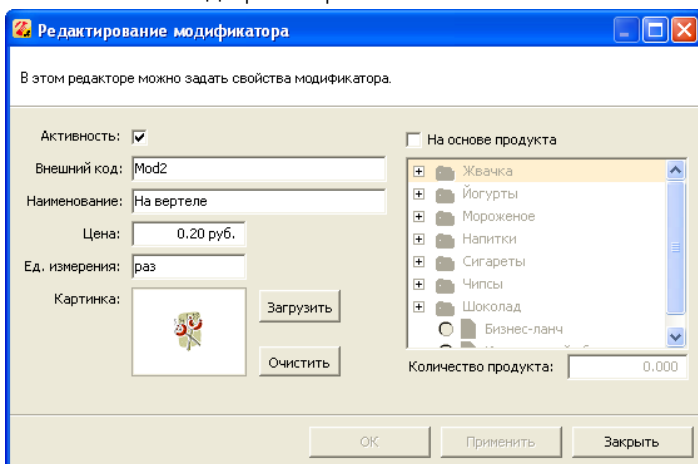 Редактирование модификатора
В этом редакторе можно задать свойства модификатора.
Активность:
Внешний код: Mod2
Наименование: На вертеле
Цена: 0.20 руб.
Ед. измерения: раз
Картинка:
Загрузить
Очистить
На основе продукта
Жвачка
Йогурты
Мороженое
Напитки
Сигареты
Чипсы
Шоколад
Бизнес-ланч
Количество продукта: 0.000
ОК
Применить
Закрыть